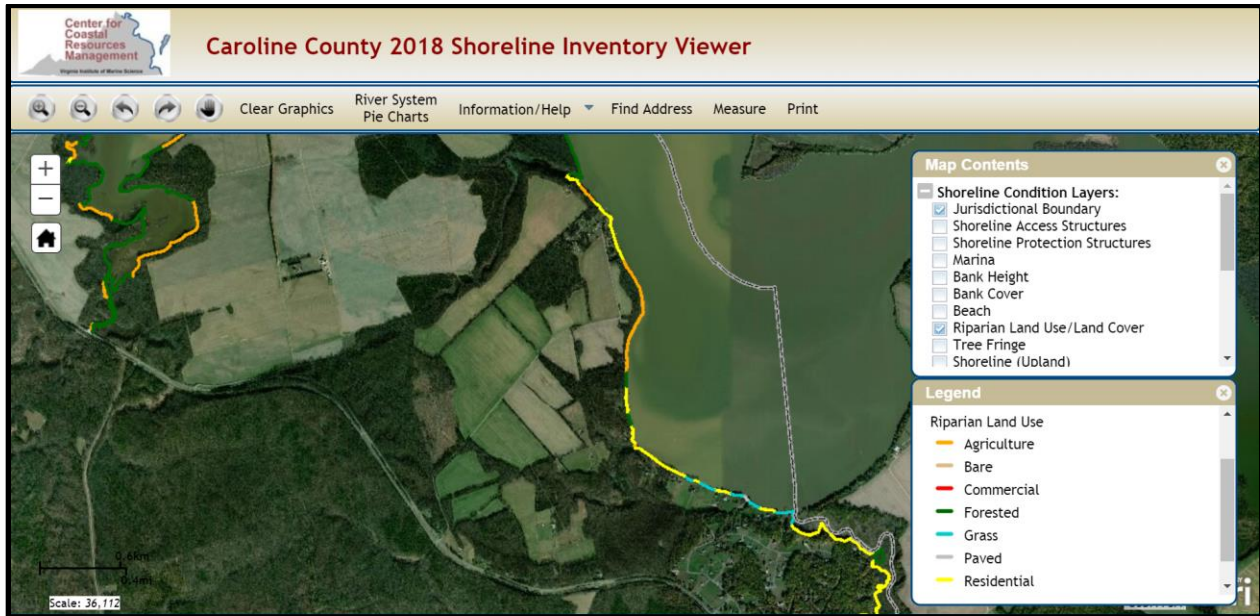 Center for
Coastal
Resources
Management
Virginia Institute of Marine Science
Caroline County 2018 Shoreline Inventory Viewer
Clear Graphics
River System
Pie Charts
Information/Help
Find Address
Measure
Print
+
−
Map Contents
Shoreline Condition Layers:
Jurisdictional Boundary
Shoreline Access Structures
Shoreline Protection Structures
Marina
Bank Height
Bank Cover
Beach
Riparian Land Use/Land Cover
Tree Fringe
Shoreline (Upland)
Legend
Riparian Land Use
Agriculture
Bare
Commercial
Forested
Grass
Paved
Residential
0.6km
0.4mi
Scale: 36,112